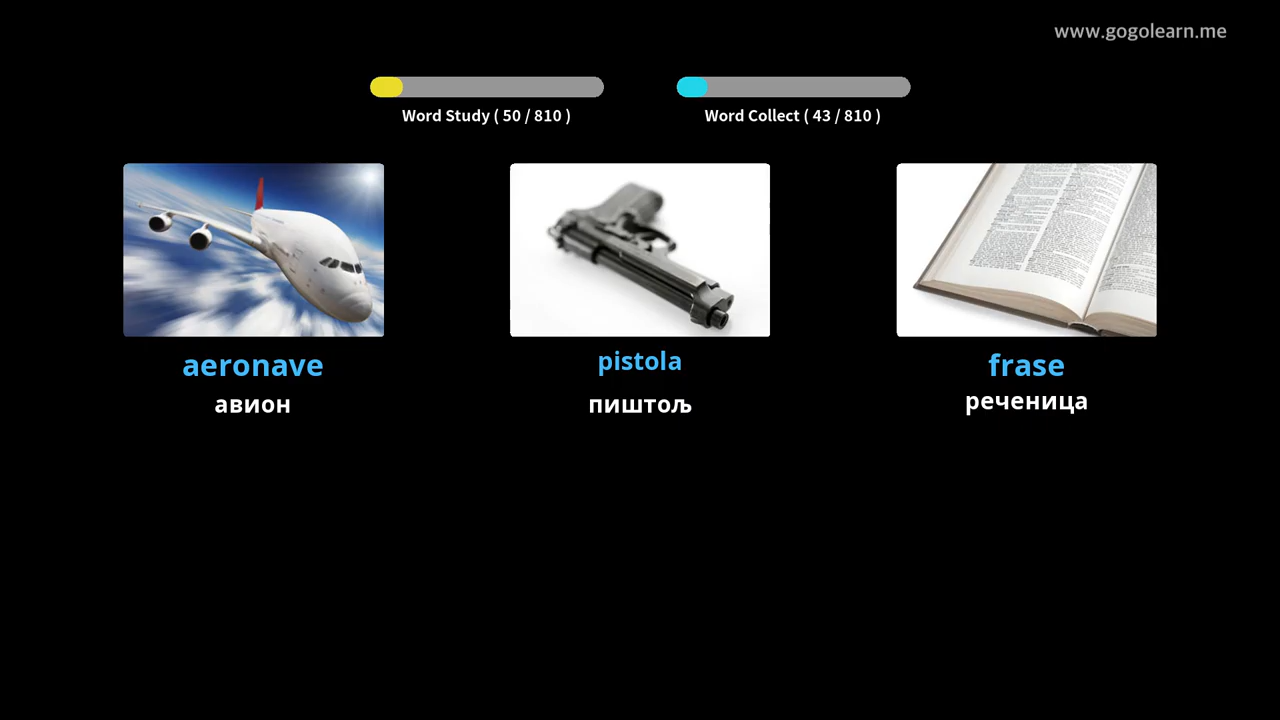 www.gogolearn.me
Word Study ( 50 / 810 )
Word Collect ( 43 / 810 )
aeronave
авион
pistola
пиштољ
frase
реченица